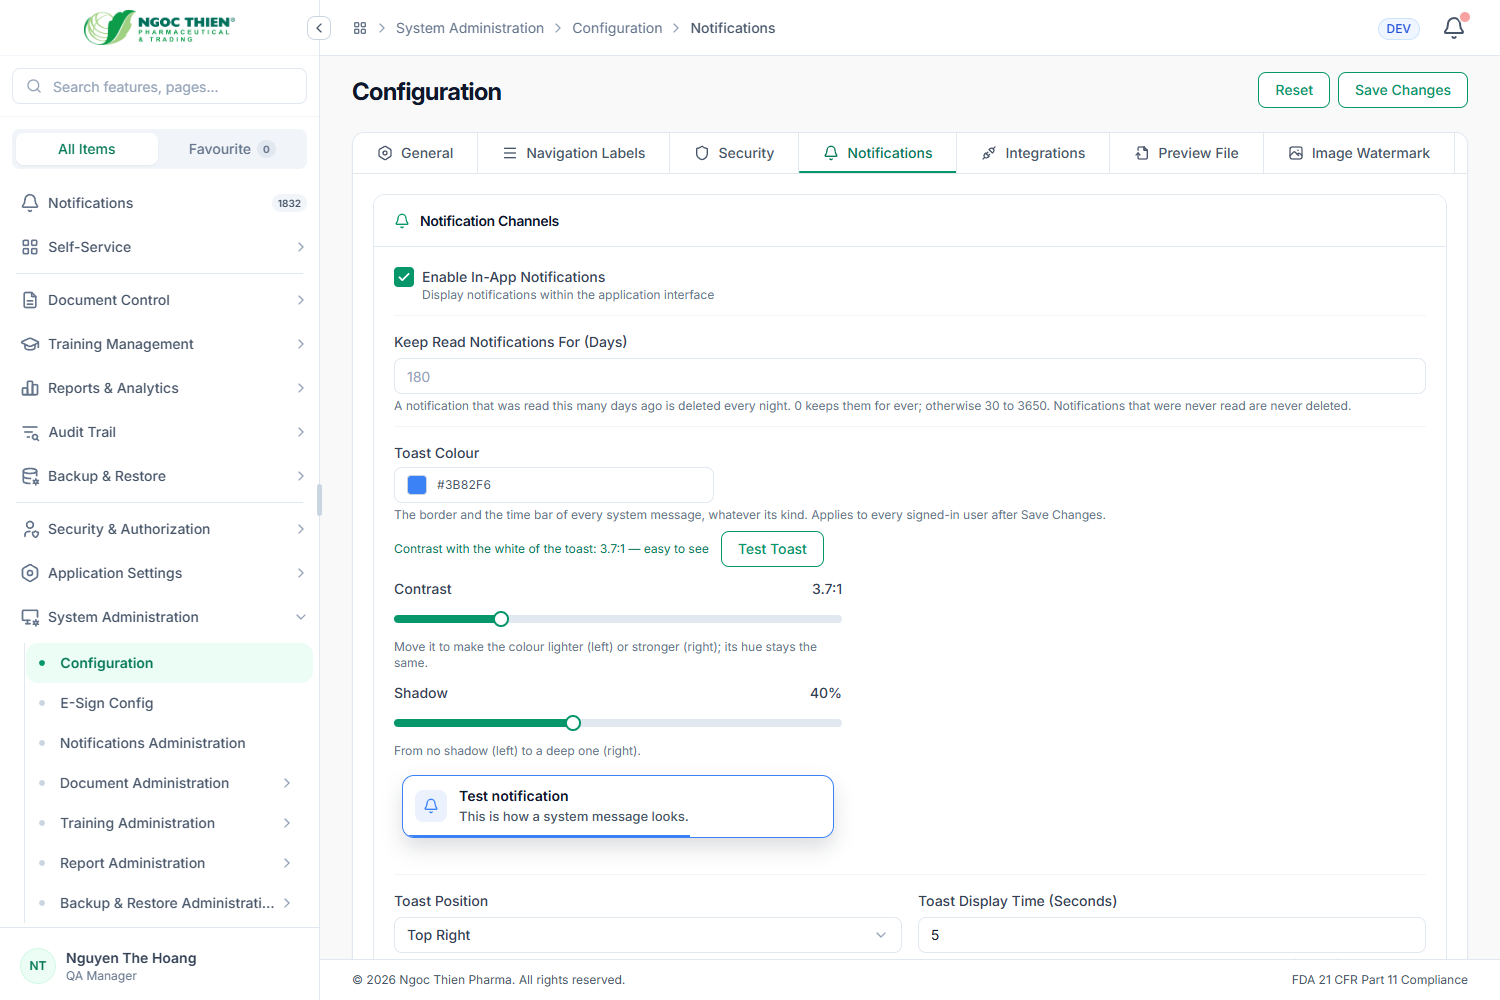 NGOC THIEN®
PHARMACEUTICAL
& TRADING
System Administration
Configuration
Notifications
DEV
Search features, pages...
All Items
Favourite 0
Notifications 1832
Self-Service
Document Control
Training Management
Reports & Analytics
Audit Trail
Backup & Restore
Security & Authorization
Application Settings
System Administration
Configuration
E-Sign Config
Notifications Administration
Document Administration
Training Administration
Report Administration
Backup & Restore Administrati...
NT
Nguyen The Hoang
QA Manager
Configuration
Reset
Save Changes
General
Navigation Labels
Security
Notifications
Integrations
Preview File
Image Watermark
Notification Channels
Enable In-App Notifications
Display notifications within the application interface
Keep Read Notifications For (Days)
180
A notification that was read this many days ago is deleted every night. 0 keeps them for ever; otherwise 30 to 3650. Notifications that were never read are never deleted.
Toast Colour
#3B82F6
The border and the time bar of every system message, whatever its kind. Applies to every signed-in user after Save Changes.
Contrast with the white of the toast: 3.7:1 — easy to see
Test Toast
Contrast 3.7:1
Move it to make the colour lighter (left) or stronger (right); its hue stays the
same.
Shadow 40%
From no shadow (left) to a deep one (right).
Test notification
This is how a system message looks.
Toast Position
Top Right
Toast Display Time (Seconds)
5
© 2026 Ngoc Thien Pharma. All rights reserved.
FDA 21 CFR Part 11 Compliance